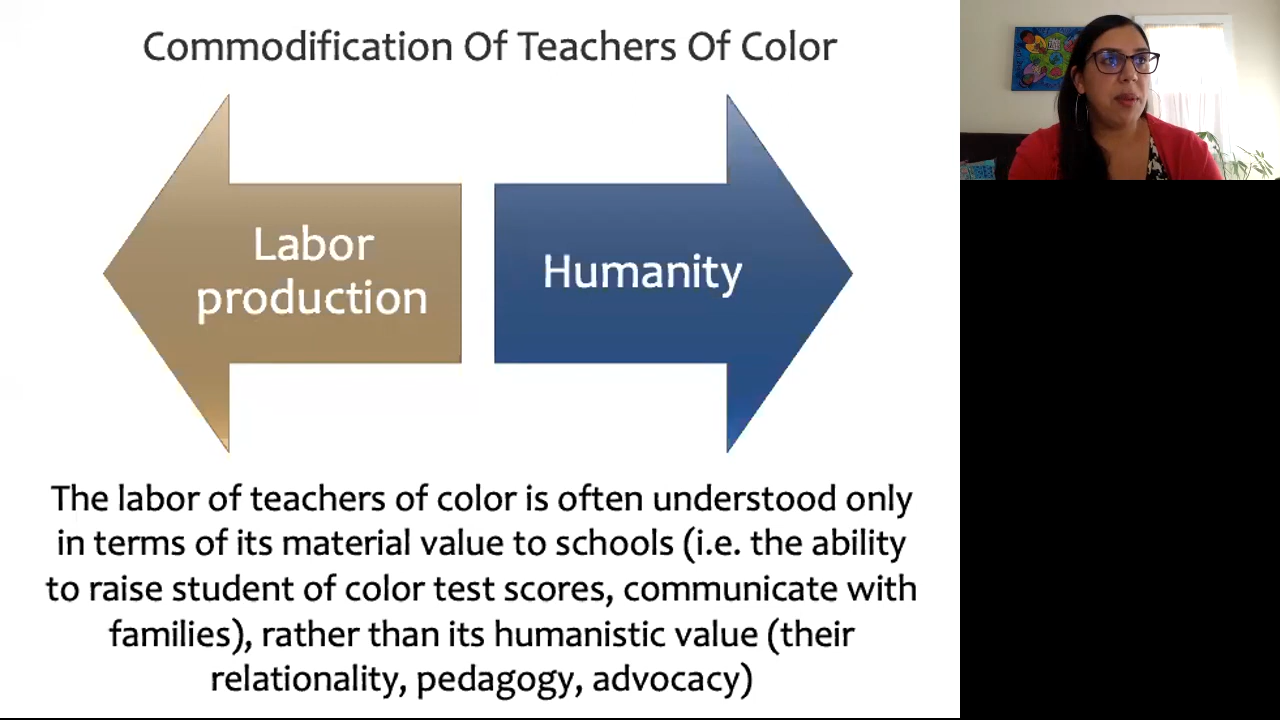 Commodification Of Teachers Of Color
Labor
production
Humanity
The labor of teachers of color is often understood only
in terms of its material value to schools (i.e. the ability
to raise student of color test scores, communicate with
families), rather than its humanistic value (their
relationality, pedagogy, advocacy)